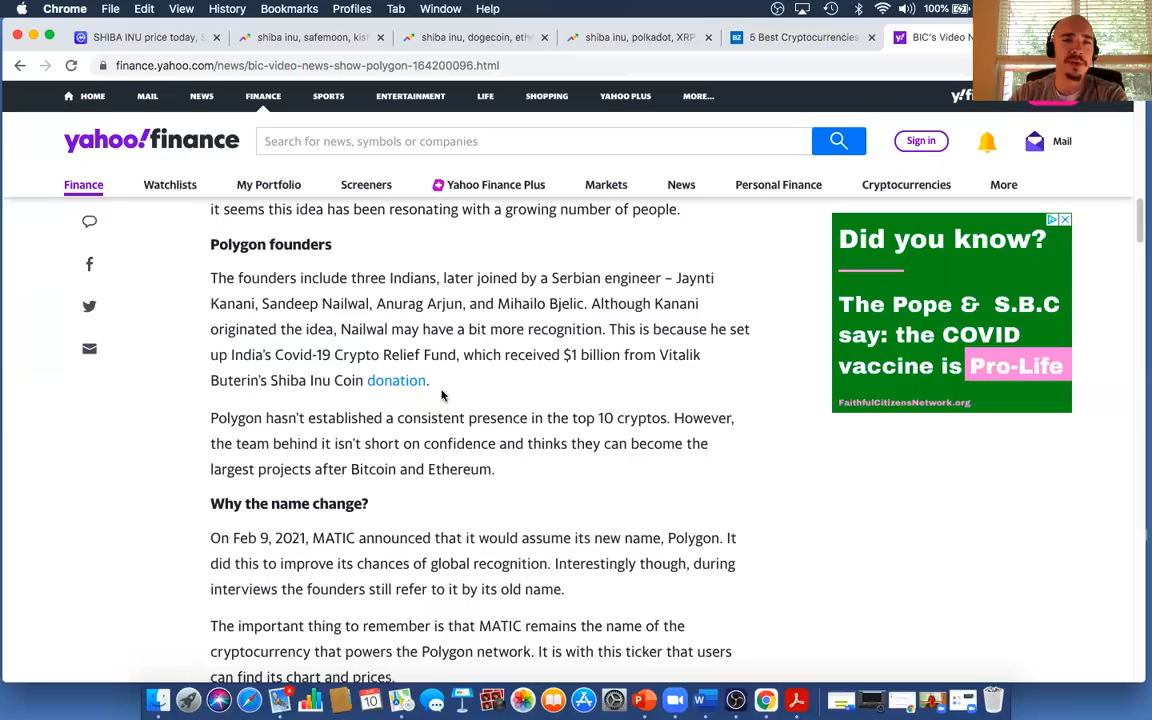 Chrome File Edit View History Bookmarks Profiles Tab Window Help 100%
SHIBA INU price today, S
shiba inu, safemoon, kis
shiba inu, dogecoin, eth
shiba inu, polkadot, XRP
BZ 5 Best Cryptocurrencies
y! BIC's Video N
finance.yahoo.com/news/bic-video-news-show-polygon-164200096.html
HOME MAIL NEWS FINANCE SPORTS ENTERTAINMENT LIFE SHOPPING YAHOO PLUS MORE...
yahoo!finance Search for news, symbols or companies Sign in Mail
Finance Watchlists My Portfolio Screeners Yahoo Finance Plus Markets News Personal Finance Cryptocurrencies More
it seems this idea has been resonating with a growing number of people.
Polygon founders
The founders include three Indians, later joined by a Serbian engineer – Jaynti
Kanani, Sandeep Nailwal, Anurag Arjun, and Mihailo Bjelic. Although Kanani
originated the idea, Nailwal may have a bit more recognition. This is because he set
up India's Covid-19 Crypto Relief Fund, which received $1 billion from Vitalik
Buterin's Shiba Inu Coin donation.
Polygon hasn't established a consistent presence in the top 10 cryptos. However,
the team behind it isn't short on confidence and thinks they can become the
largest projects after Bitcoin and Ethereum.
Why the name change?
On Feb 9, 2021, MATIC announced that it would assume its new name, Polygon. It
did this to improve its chances of global recognition. Interestingly though, during
interviews the founders still refer to it by its old name.
The important thing to remember is that MATIC remains the name of the
cryptocurrency that powers the Polygon network. It is with this ticker that users
can find its chart and prices.
Did you know?
The Pope & S.B.C
say: the COVID
vaccine is Pro-Life
FaithfulCitizensNetwork.org
4
10